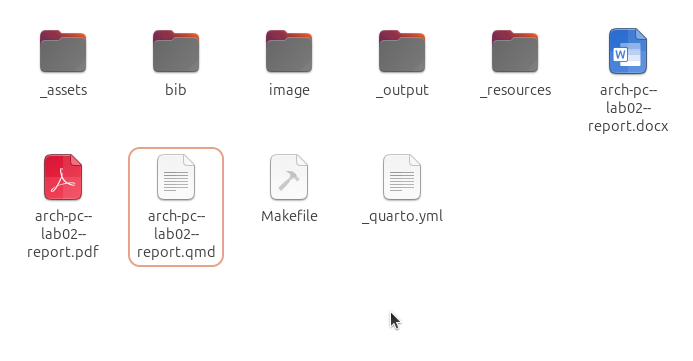 _assets
bib
image
_output
_resources
arch-pc--
lab02--
report.docx
arch-pc--
lab02--
report.pdf
arch-pc--
lab02--
report.qmd
Makefile
_quarto.yml
W